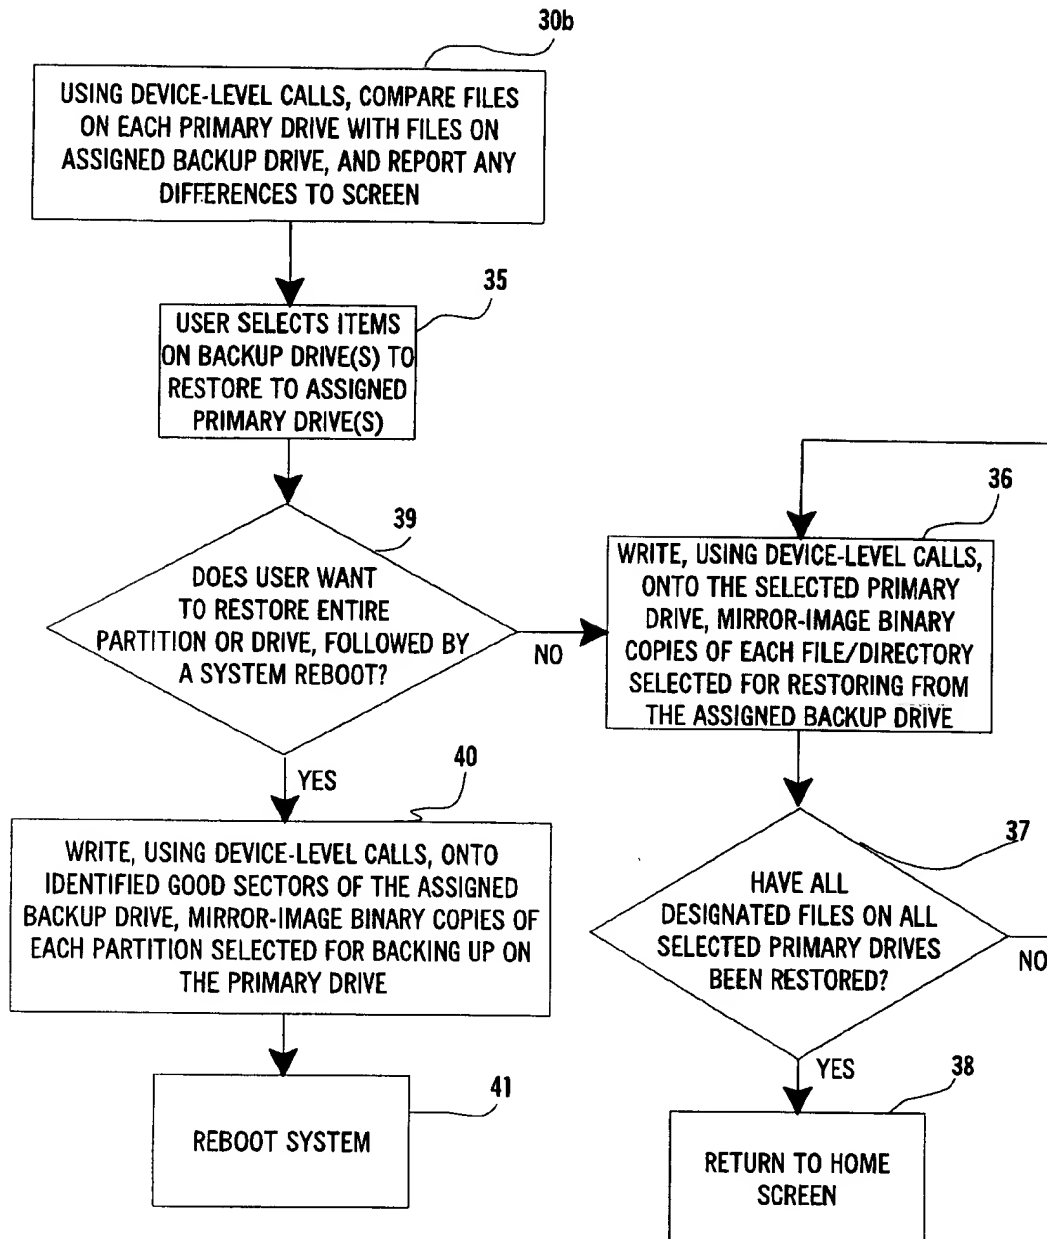 30b
USING DEVICE-LEVEL CALLS, COMPARE FILES
ON EACH PRIMARY DRIVE WITH FILES ON
ASSIGNED BACKUP DRIVE, AND REPORT ANY
DIFFERENCES TO SCREEN
35
USER SELECTS ITEMS
ON BACKUP DRIVE(S) TO
RESTORE TO ASSIGNED
PRIMARY DRIVE(S)
39
DOES USER WANT
TO RESTORE ENTIRE
PARTITION OR DRIVE, FOLLOWED BY
A SYSTEM REBOOT?
NO
YES
36
WRITE, USING DEVICE-LEVEL CALLS,
ONTO THE SELECTED PRIMARY
DRIVE, MIRROR-IMAGE BINARY
COPIES OF EACH FILE/DIRECTORY
SELECTED FOR RESTORING FROM
THE ASSIGNED BACKUP DRIVE
40
WRITE, USING DEVICE-LEVEL CALLS, ONTO
IDENTIFIED GOOD SECTORS OF THE ASSIGNED
BACKUP DRIVE, MIRROR-IMAGE BINARY COPIES OF
EACH PARTITION SELECTED FOR BACKING UP ON
THE PRIMARY DRIVE
37
HAVE ALL
DESIGNATED FILES ON ALL
SELECTED PRIMARY DRIVES
BEEN RESTORED?
NO
YES
41
REBOOT SYSTEM
38
RETURN TO HOME
SCREEN